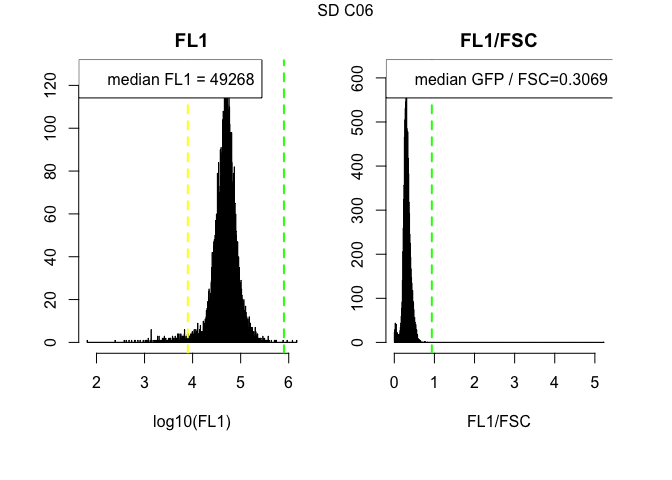 SD C06
FL1
median FL1 = 49268
0
20
40
60
80
100
120
2 3 4 5 6
log10(FL1)
FL1/FSC
median GFP / FSC=0.3069
0
100
200
300
400
500
600
0 1 2 3 4 5
FL1/FSC